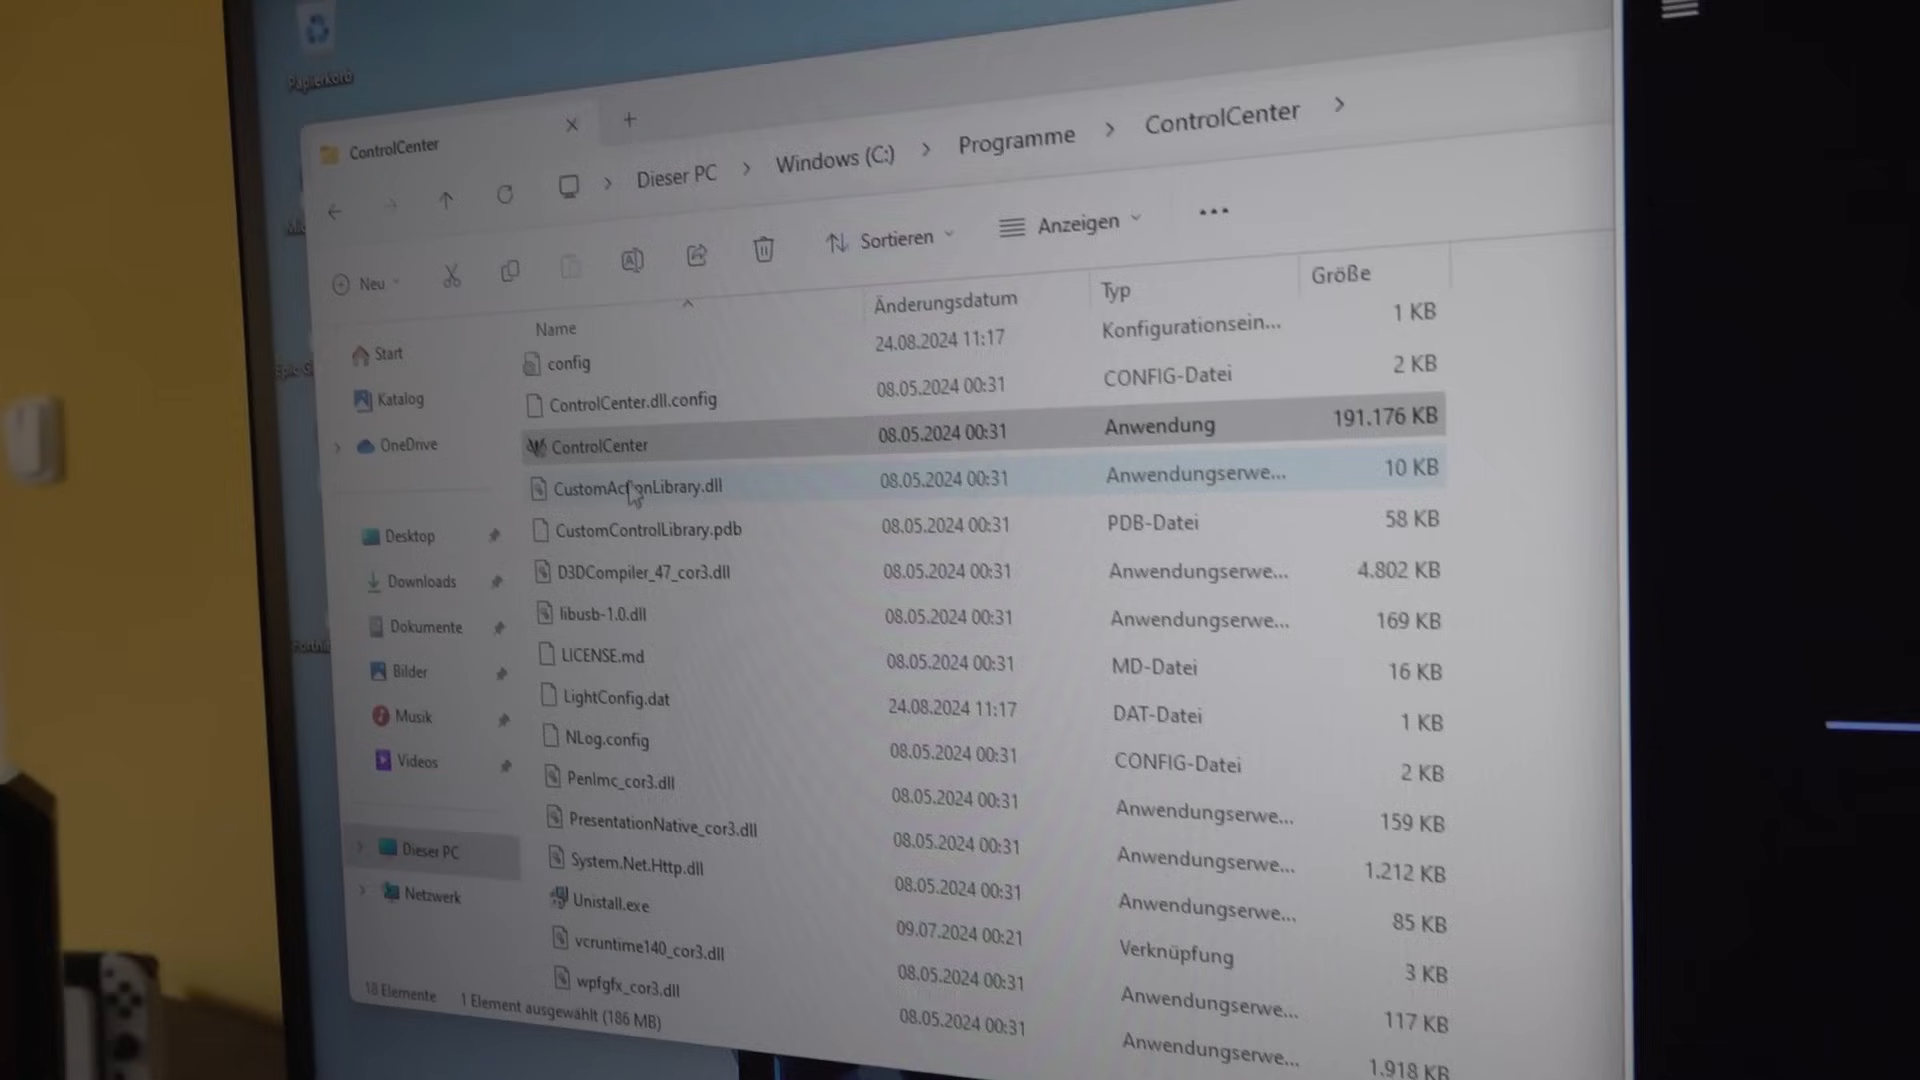 Papierkorb
ControlCenter
Dieser PC > Windows (C:) > Programme > ControlCenter >
Neu
Sortieren
Anzeigen
Name Änderungsdatum Typ Größe
config 24.08.2024 11:17 Konfigurationsein... 1 KB
ControlCenter.dll.config 08.05.2024 00:31 CONFIG-Datei 2 KB
ControlCenter 08.05.2024 00:31 Anwendung 191.176 KB
CustomActionLibrary.dll 08.05.2024 00:31 Anwendungserwe... 10 KB
CustomControlLibrary.pdb 08.05.2024 00:31 PDB-Datei 58 KB
D3DCompiler_47_cor3.dll 08.05.2024 00:31 Anwendungserwe... 4.802 KB
libusb-1.0.dll 08.05.2024 00:31 Anwendungserwe... 169 KB
LICENSE.md 08.05.2024 00:31 MD-Datei 16 KB
LightConfig.dat 24.08.2024 11:17 DAT-Datei 1 KB
NLog.config 08.05.2024 00:31 CONFIG-Datei 2 KB
PenImc_cor3.dll 08.05.2024 00:31 Anwendungserwe... 159 KB
PresentationNative_cor3.dll 08.05.2024 00:31 Anwendungserwe... 1.212 KB
System.Net.Http.dll 08.05.2024 00:31 Anwendungserwe... 85 KB
Unistall.exe 09.07.2024 00:21 Verknüpfung 3 KB
vcruntime140_cor3.dll 08.05.2024 00:31 Anwendungserwe... 117 KB
wpfgfx_cor3.dll 08.05.2024 00:31 Anwendungserwe... 1.918 KB
Start
Katalog
OneDrive
Desktop
Downloads
Dokumente
Bilder
Musik
Videos
Dieser PC
Netzwerk
18 Elemente 1 Element ausgewählt (186 MB)